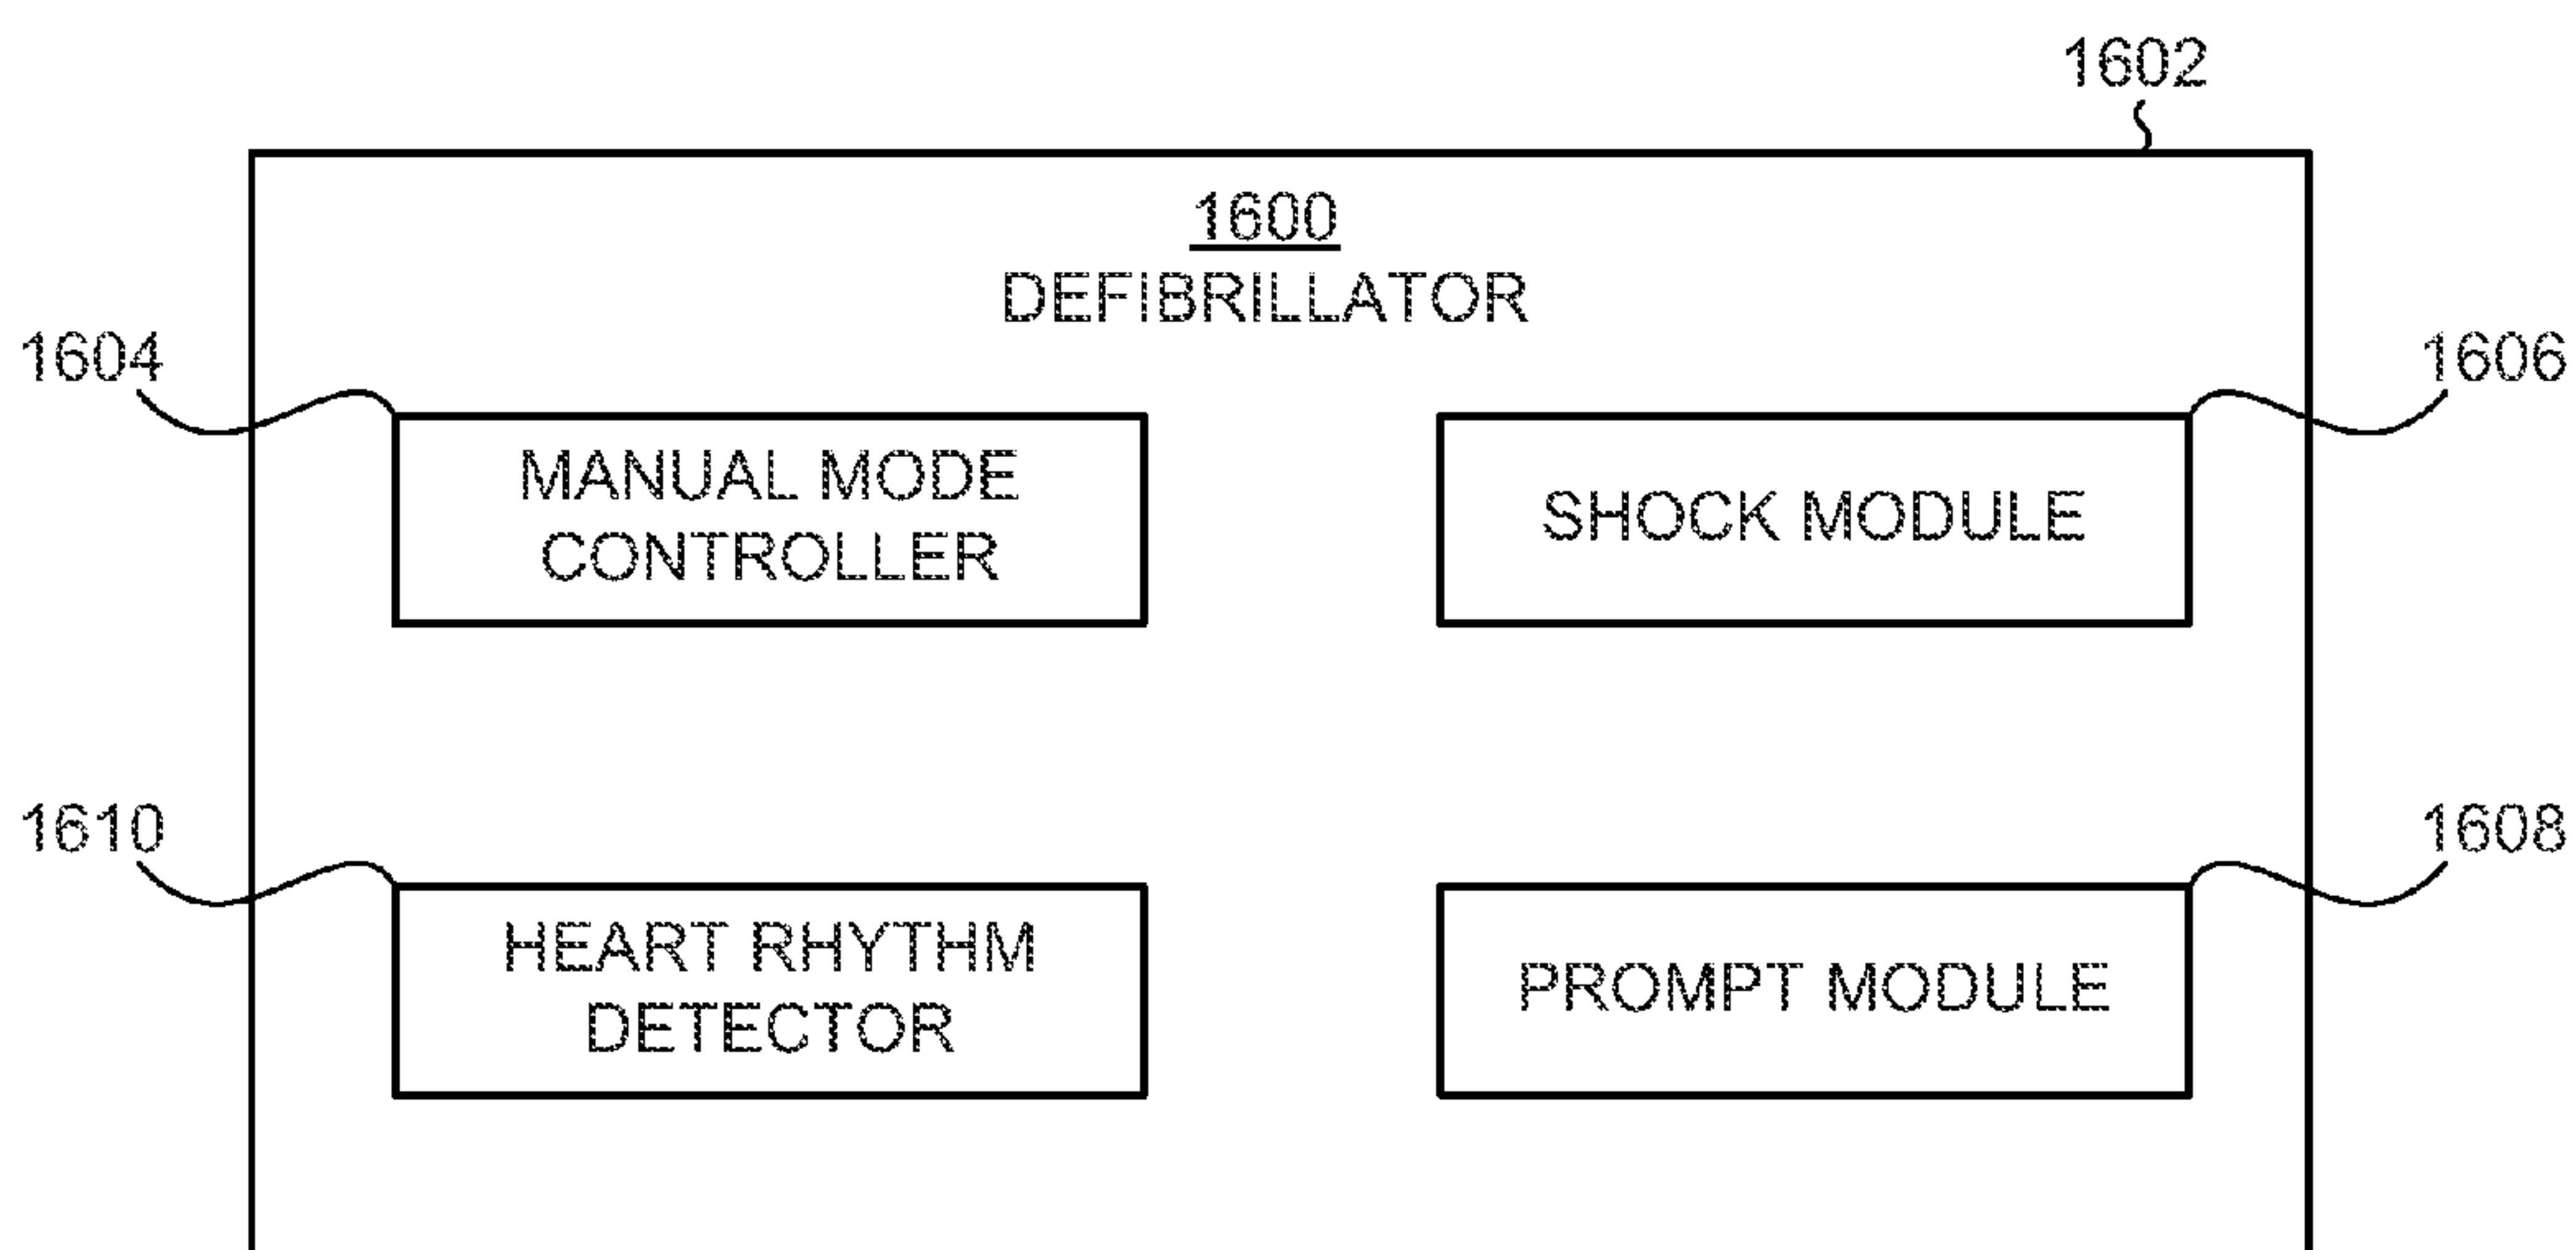 1602
1600
DEFIBRILLATOR
1604
1606
MANUAL MODE
CONTROLLER
SHOCK MODULE
1610
1608
HEART RHYTHM
DETECTOR
PROMPT MODULE